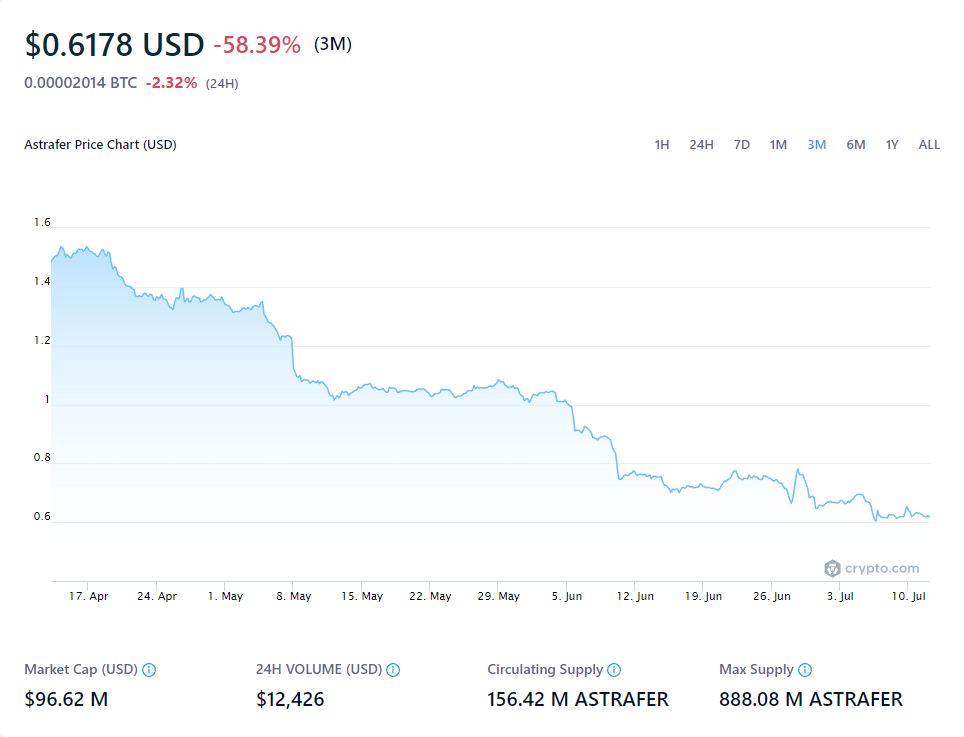 $0.6178 USD -58.39% (3M)
0.00002014 BTC -2.32% (24H)
Astrafer Price Chart (USD) 1H 24H 7D 1M 3M 6M 1Y ALL
1.6
1.4
1.2
1
0.8
0.6
crypto.com
17. Apr 24. Apr 1. May 8. May 15. May 22. May 29. May 5. Jun 12. Jun 19. Jun 26. Jun 3. Jul 10. Jul
Market Cap (USD) 24H VOLUME (USD) Circulating Supply Max Supply
$96.62 M $12,426 156.42 M ASTRAFER 888.08 M ASTRAFER